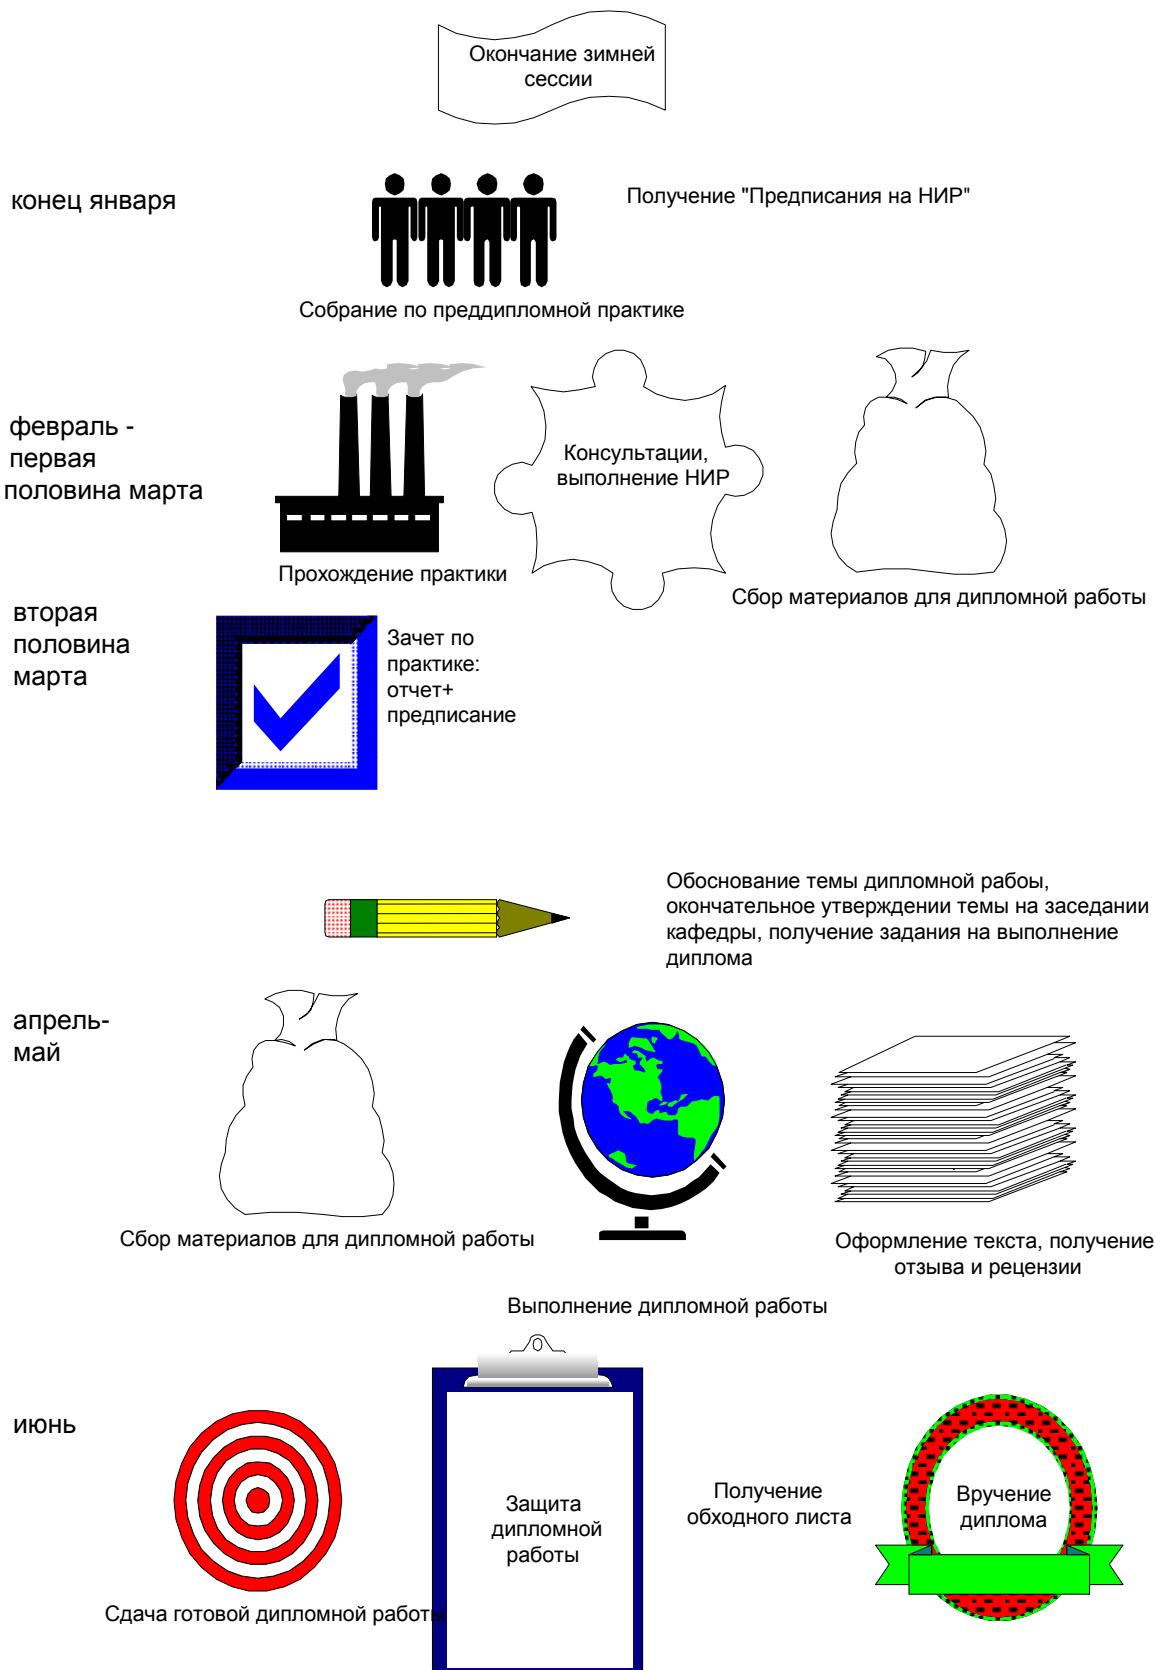 Окончание зимней
сессии
конец января
Получение "Предписания на НИР"
Собрание по преддипломной практике
февраль -
первая
половина марта
Консультации,
выполнение НИР
Прохождение практики
Сбор материалов для дипломной работы
вторая
половина
марта
Зачет по
практике:
отчет+
предписание
Обоснование темы дипломной рабоы,
окончательное утверждении темы на заседании
кафедры, получение задания на выполнение
диплома
апрель-
май
Сбор материалов для дипломной работы
Оформление текста, получение
отзыва и рецензии
Выполнение дипломной работы
июнь
Защита
дипломной
работы
Получение
обходного листа
Вручение
диплома
Сдача готовой дипломной работы